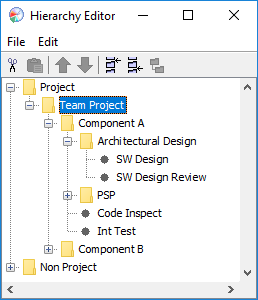 Hierarchy Editor
File Edit
Project
Team Project
Component A
Architectural Design
SW Design
SW Design Review
PSP
Code Inspect
Int Test
Component B
Non Project